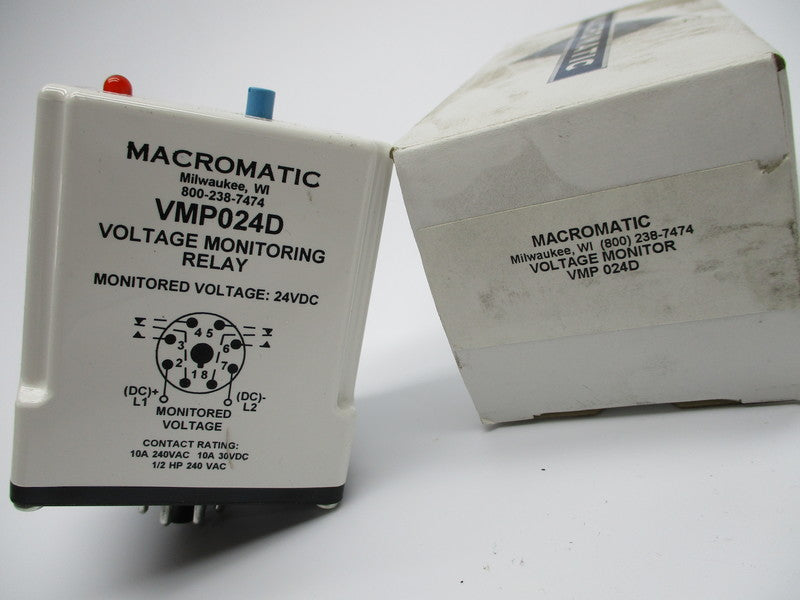 MACROMATIC
Milwaukee, WI
800-238-7474
VMP024D
VOLTAGE MONITORING
RELAY
MONITORED VOLTAGE: 24VDC
4 5
3 6
2 7
1 8
(DC)+ (DC)-
L1 L2
MONITORED
VOLTAGE
CONTACT RATING:
10A 240VAC 10A 30VDC
1/2 HP 240 VAC
MACROMATIC
MACROMATIC
Milwaukee, WI (800) 238-7474
VOLTAGE MONITOR
VMP 024D